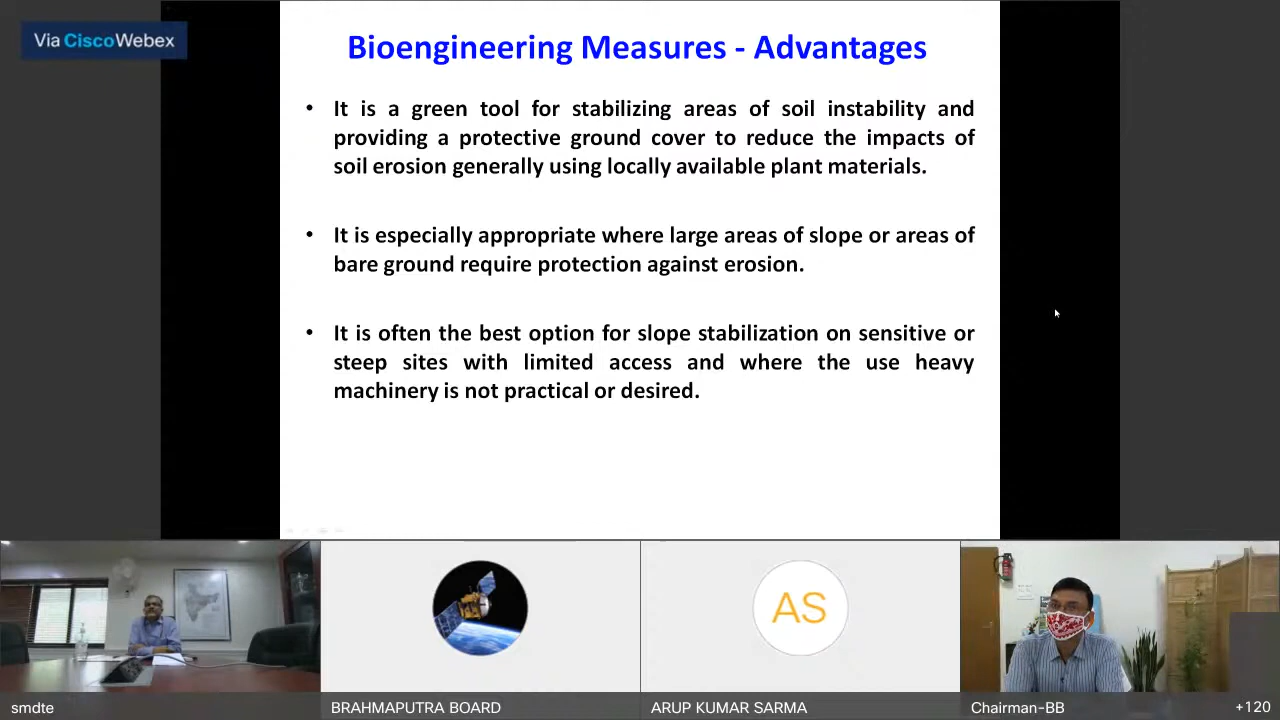 Via CiscoWebex
Bioengineering Measures - Advantages
• It is a green tool for stabilizing areas of soil instability and
providing a protective ground cover to reduce the impacts of
soil erosion generally using locally available plant materials.
• It is especially appropriate where large areas of slope or areas of
bare ground require protection against erosion.
• It is often the best option for slope stabilization on sensitive or
steep sites with limited access and where the use heavy
machinery is not practical or desired.
AS
smdte
BRAHMAPUTRA BOARD
ARUP KUMAR SARMA
Chairman-BB
+120